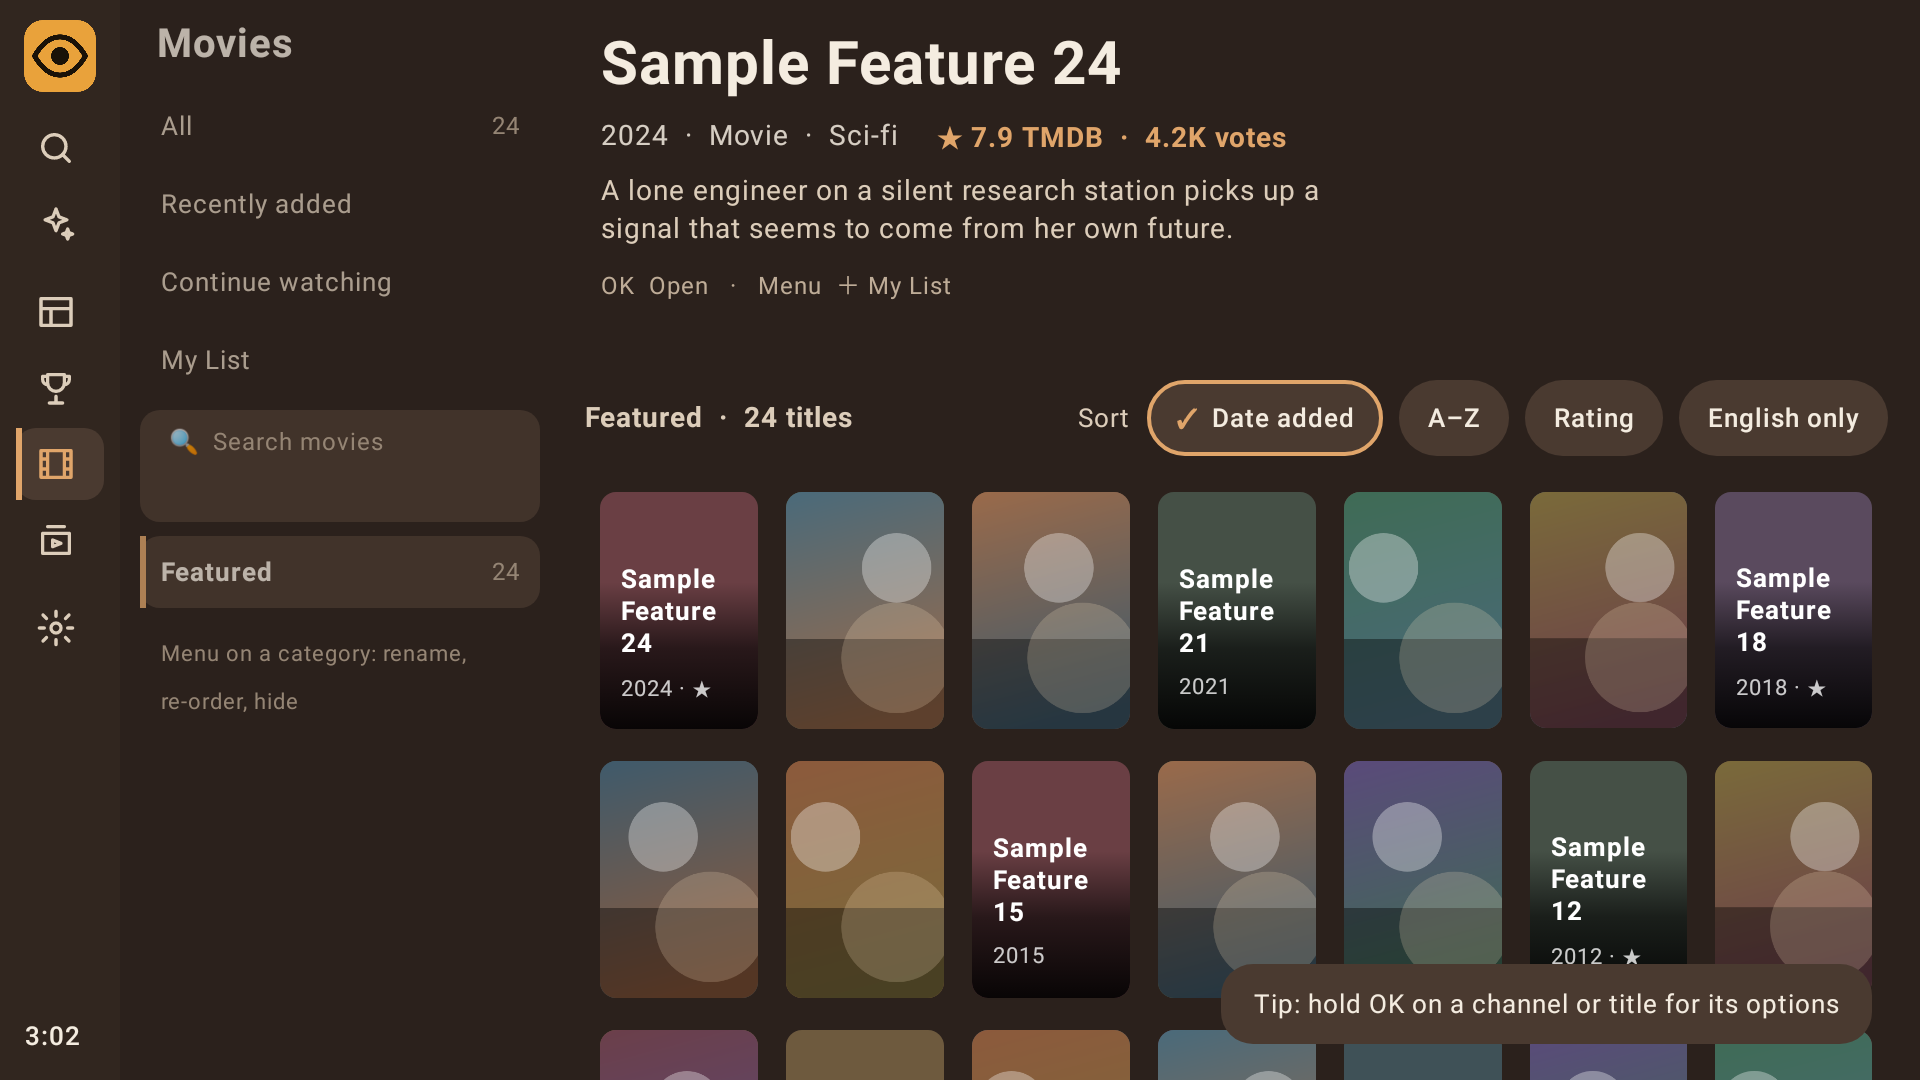 Movies
All 24
Recently added
Continue watching
My List
🔍 Search movies
Featured 24
Menu on a category: rename,
re-order, hide
3:02
Sample Feature 24
2024 · Movie · Sci-fi ★ 7.9 TMDB · 4.2K votes
A lone engineer on a silent research station picks up a
signal that seems to come from her own future.
OK Open · Menu + My List
Featured · 24 titles
Sort ✓ Date added A–Z Rating English only
Sample
Feature
24
2024 · ★
Sample
Feature
21
2021
Sample
Feature
18
2018 · ★
Sample
Feature
15
2015
Sample
Feature
12
2012 · ★
Tip: hold OK on a channel or title for its options